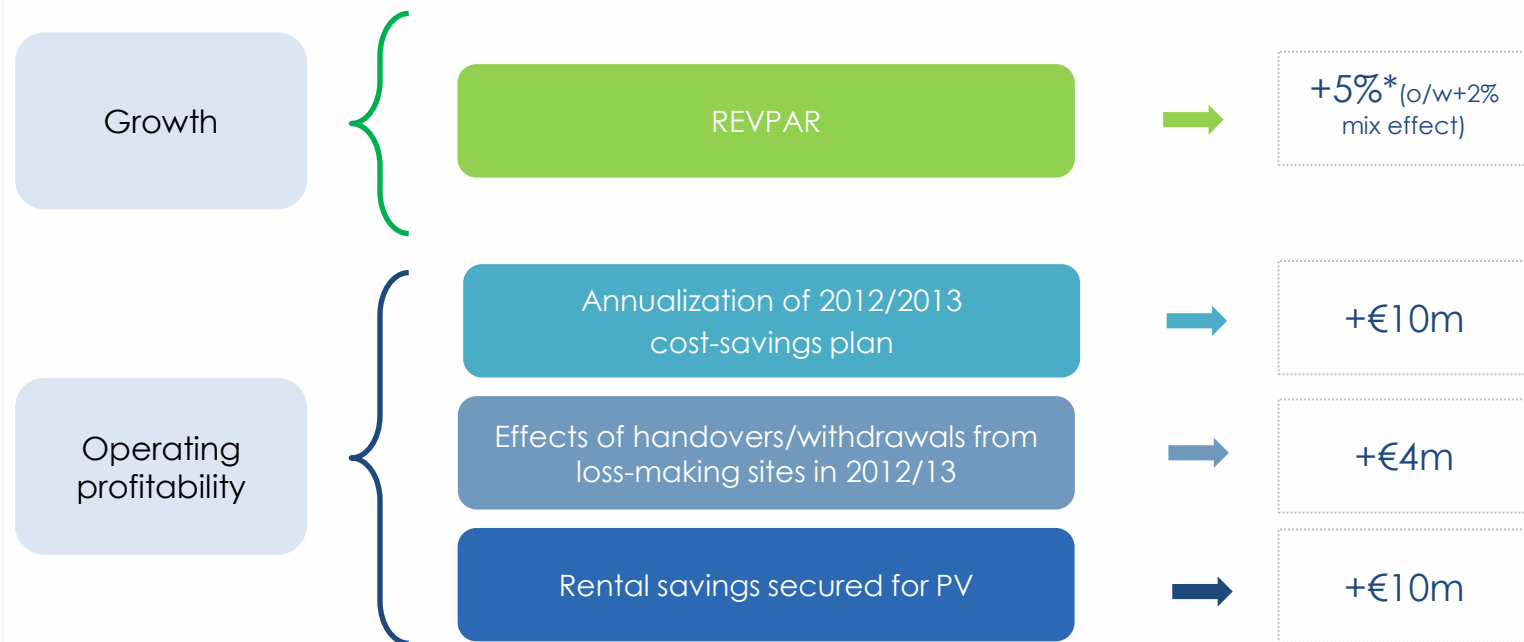 Growth
REVPAR
+5%* (o/w+2%
mix effect)
Annualization of 2012/2013
cost-savings plan
+€10m
Operating
profitability
Effects of handovers/withdrawals from
loss-making sites in 2012/13
+€4m
Rental savings secured for PV
+€10m